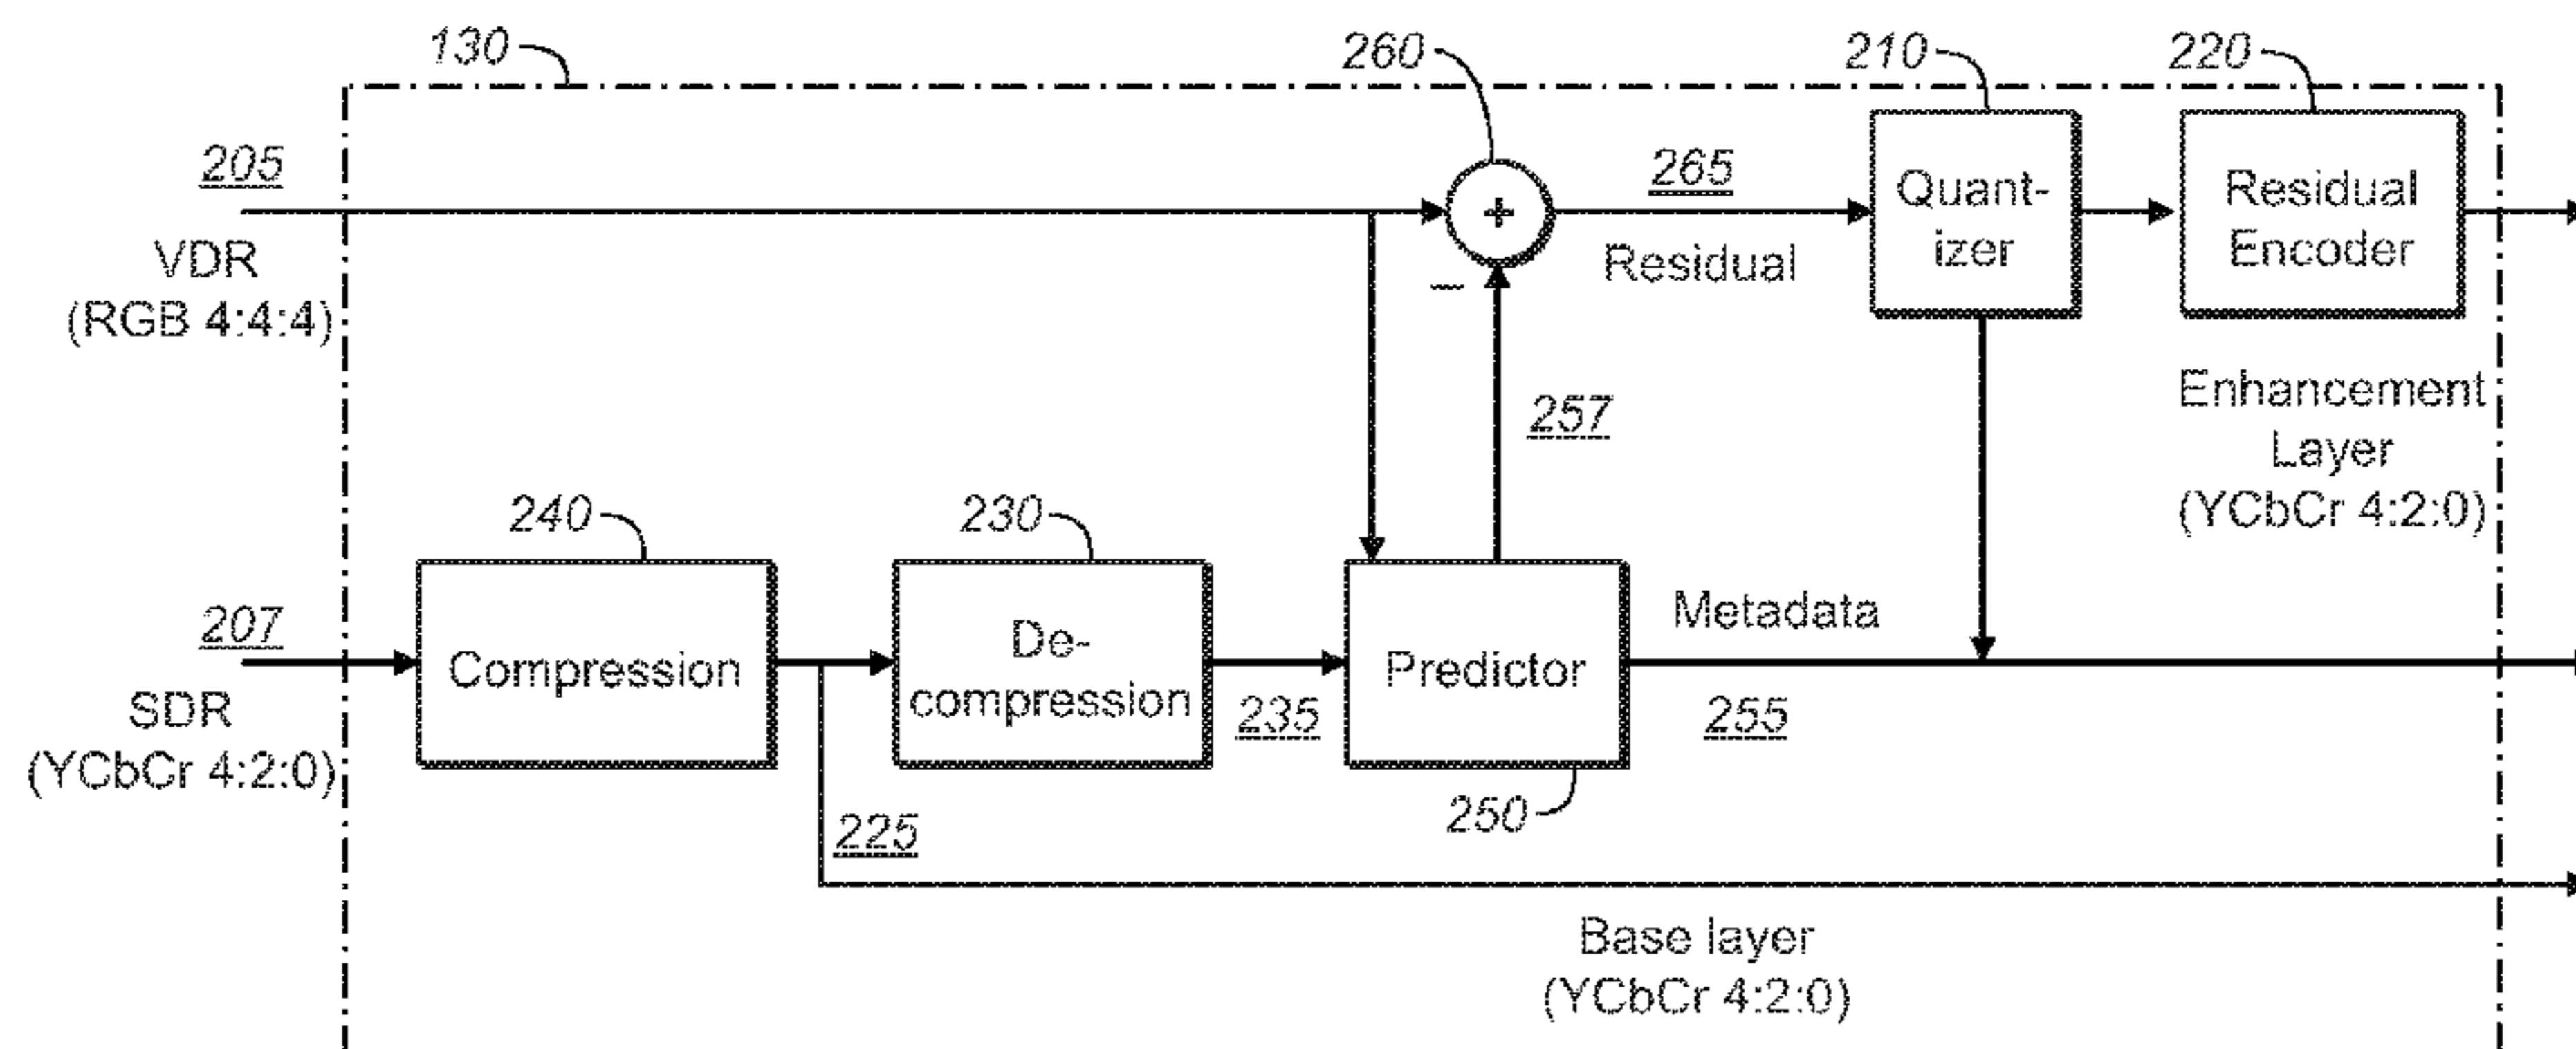 130
260
210
220
205
265
Quant-
izer
Residual
Encoder
VDR
(RGB 4:4:4)
Residual
257
Enhancement
Layer
(YCbCr 4:2:0)
240
230
207
Compression
De-
compression
Predictor
Metadata
SDR
(YCbCr 4:2:0)
235
255
250
225
Base layer
(YCbCr 4:2:0)